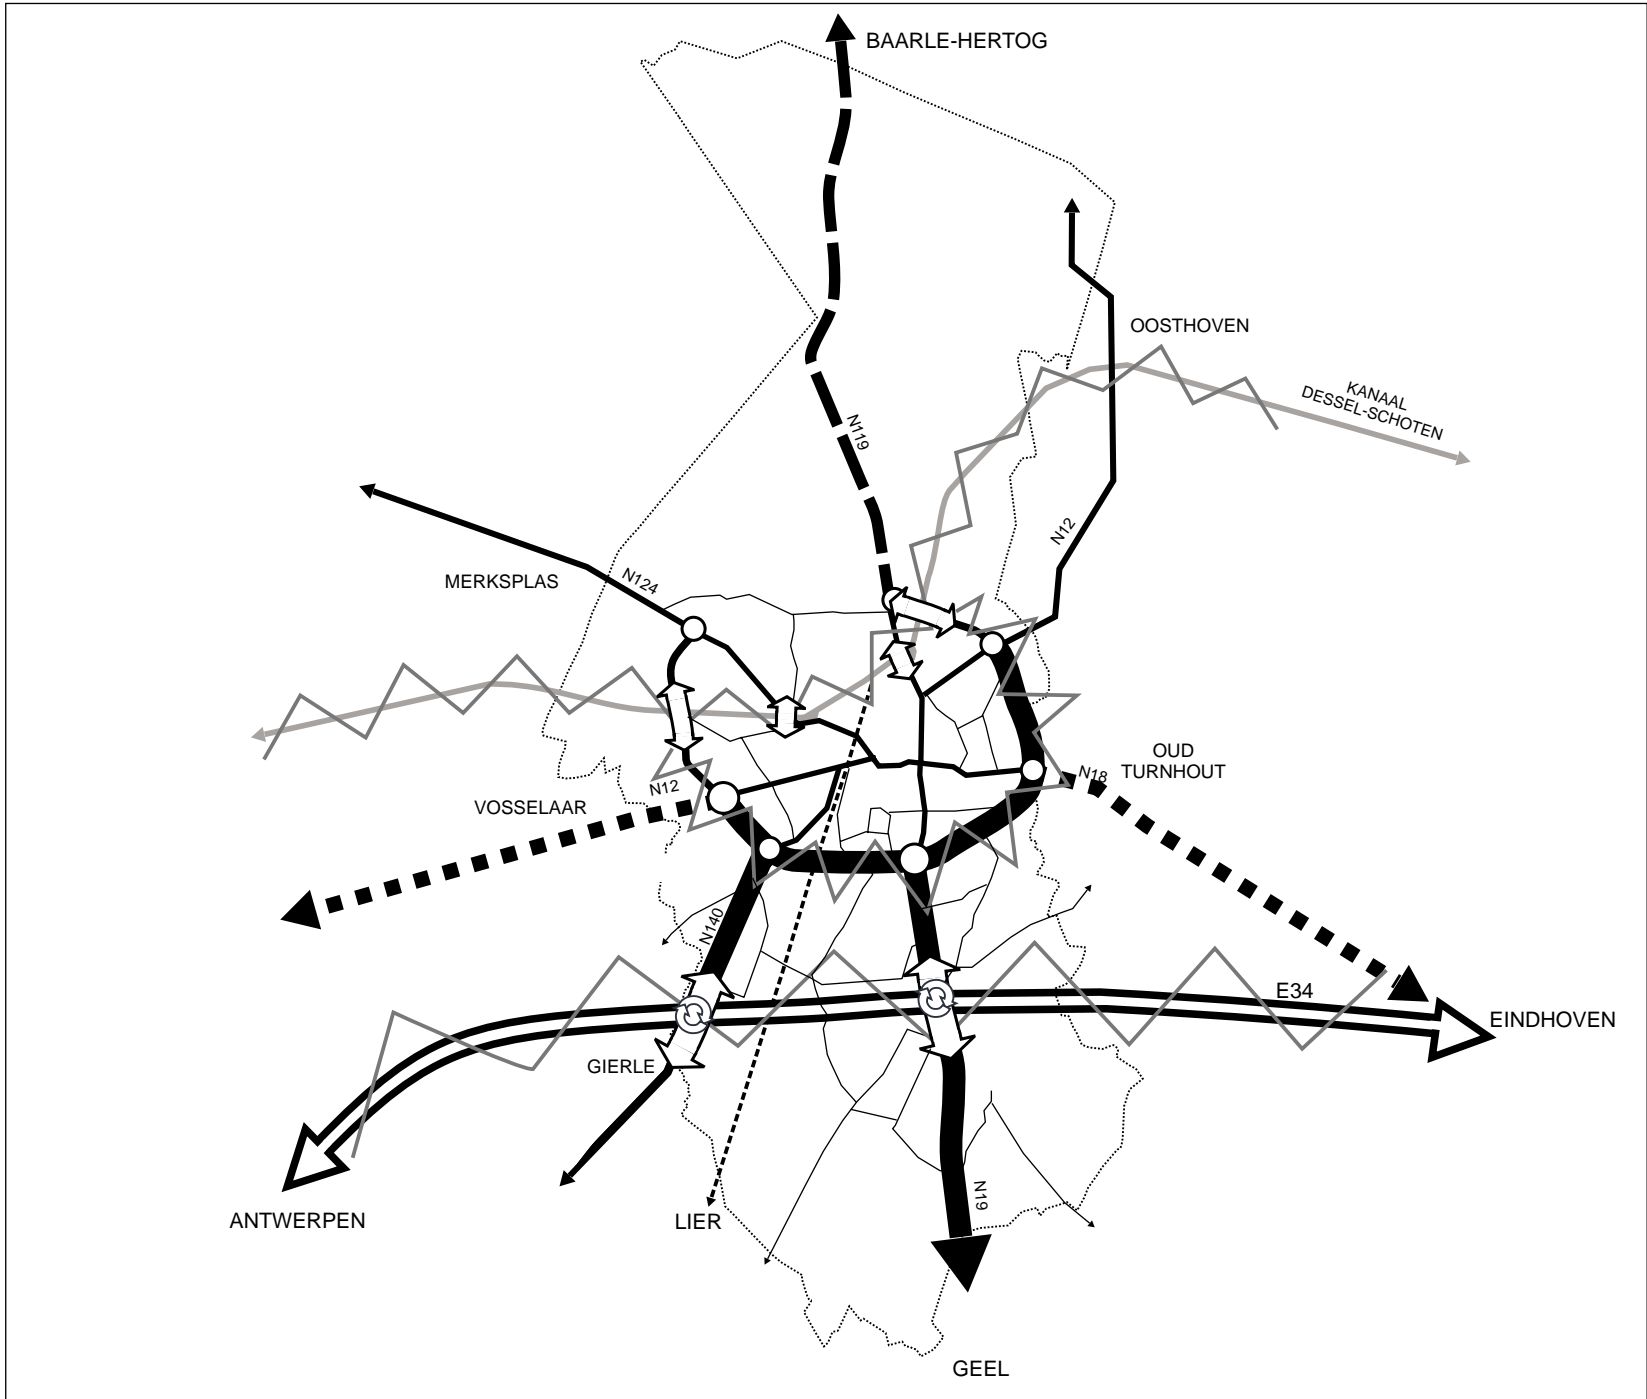 BAARLE-HERTOG
OOSTHOVEN
KANAAL
DESSEL-SCHOTEN
N119
N12
MERKSPLAS
N124
OUD
TURNHOUT
N18
N12
VOSSELAAR
N140
E34
EINDHOVEN
GIERLE
N19
ANTWERPEN
LIER
GEEL